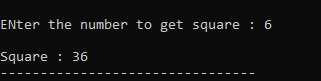 ENter the number to get square : 6
Square : 36
--------------------------------